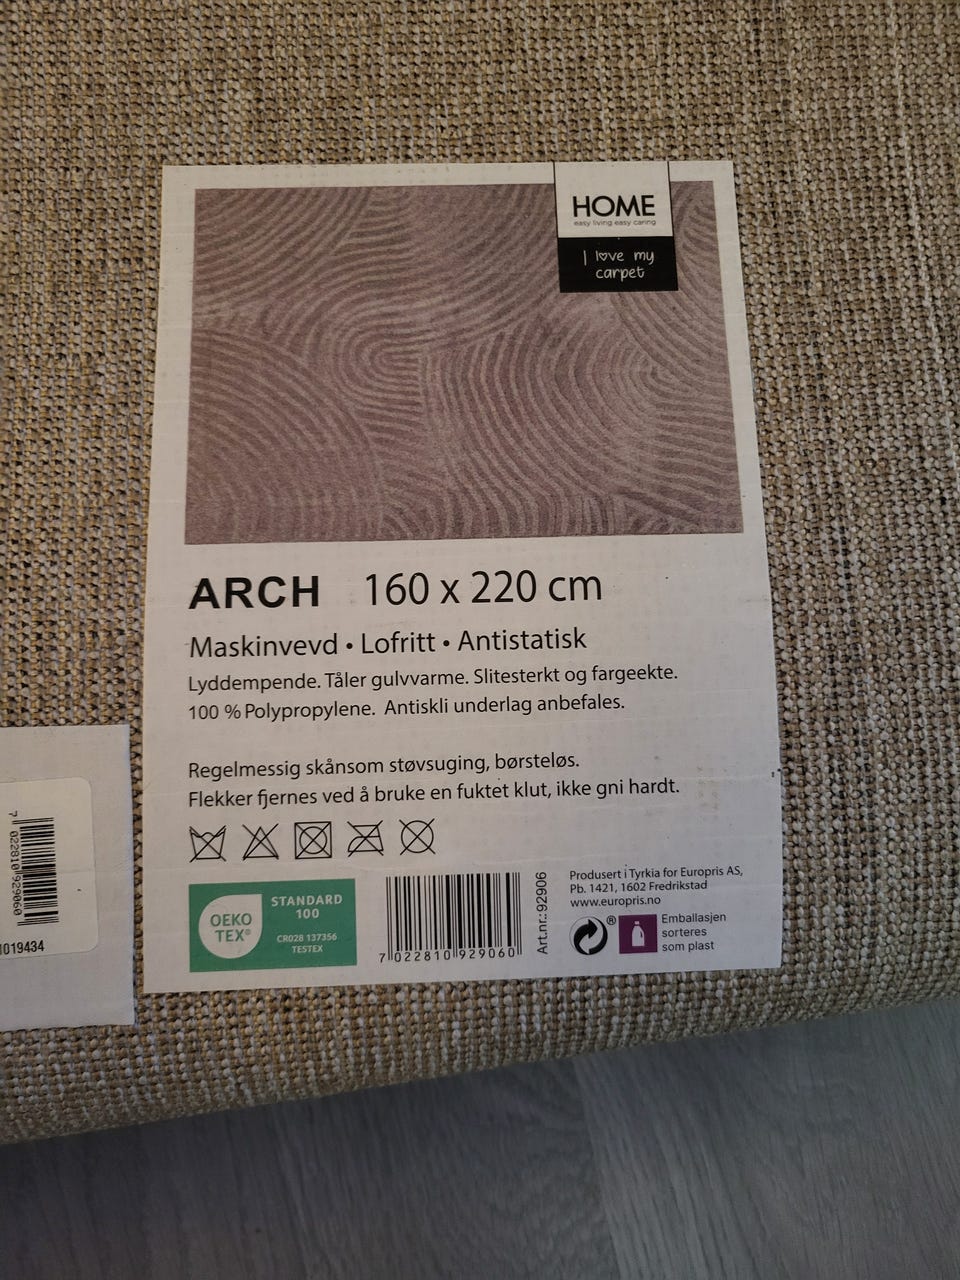 HOME
easy living easy caring
I love my
carpet
ARCH 160 x 220 cm
Maskinvevd • Lofritt • Antistatisk
Lyddempende. Tåler gulvvarme. Slitesterkt og fargeekte.
100 % Polypropylene. Antiskli underlag anbefales.
Regelmessig skånsom støvsuging, børsteløs.
Flekker fjernes ved å bruke en fuktet klut, ikke gni hardt.
OEKO
TEX®
STANDARD
100
CR028 137356
TESTEX
7 022810 929060
Art.nr.: 92906
Produsert i Tyrkia for Europris AS,
Pb. 1421, 1602 Fredrikstad
www.europris.no
®
Emballasjen
sorteres
som plast
7 022810 929060
1019434